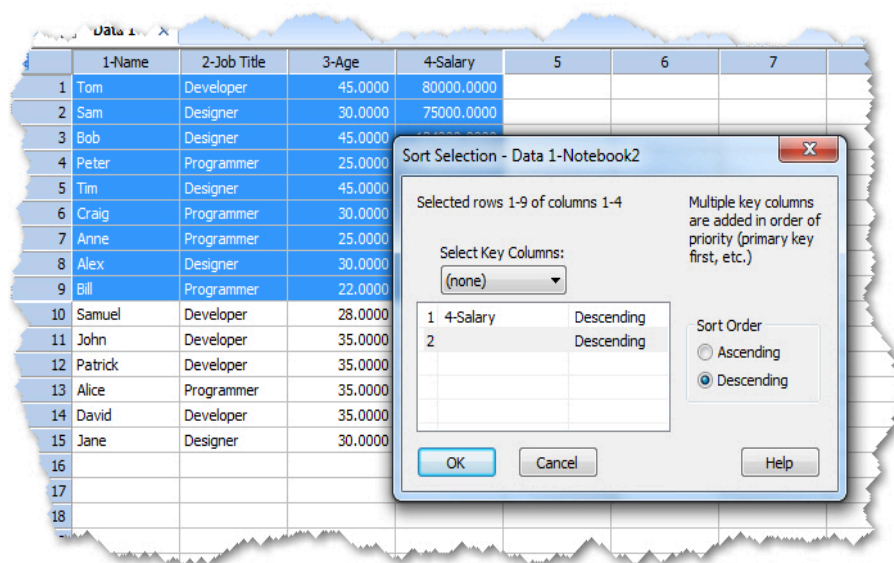 Data 1
1-Name 2-Job Title 3-Age 4-Salary 5 6 7
1 Tom Developer 45.0000 80000.0000
2 Sam Designer 30.0000 75000.0000
3 Bob Designer 45.0000
4 Peter Programmer 25.0000
5 Tim Designer 45.0000
6 Craig Programmer 30.0000
7 Anne Programmer 25.0000
8 Alex Designer 30.0000
9 Bill Programmer 22.0000
10 Samuel Developer 28.0000
11 John Developer 35.0000
12 Patrick Developer 35.0000
13 Alice Programmer 35.0000
14 David Developer 35.0000
15 Jane Designer 30.0000
16
17
18
Sort Selection - Data 1-Notebook2
Selected rows 1-9 of columns 1-4
Multiple key columns
are added in order of
priority (primary key
first, etc.)
Select Key Columns:
(none)
1 4-Salary Descending
2 Descending
Sort Order
Ascending
Descending
OK Cancel Help